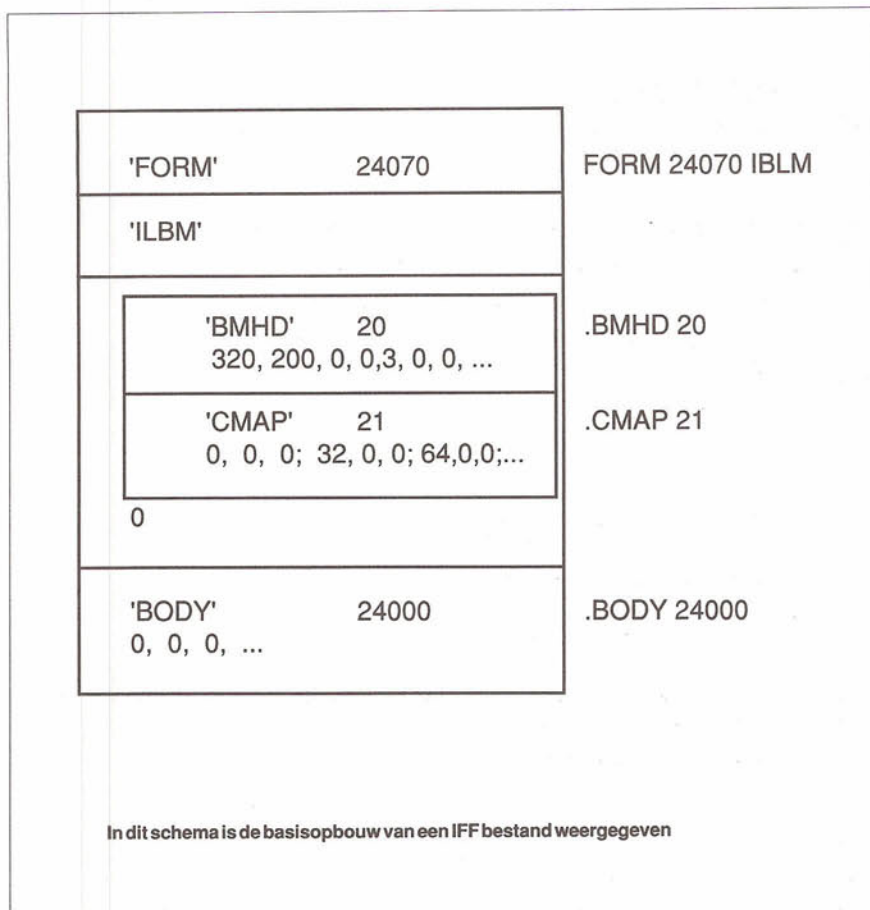 'FORM' 24070 FORM 24070 IBLM
'ILBM'
'BMHD' 20 .BMHD 20
320, 200, 0, 0,3, 0, 0, ...
'CMAP' 21 .CMAP 21
0, 0, 0; 32, 0, 0; 64,0,0;...
0
'BODY' 24000 .BODY 24000
0, 0, 0, ...
In dit schema is de basisopbouw van een IFF bestand weergegeven